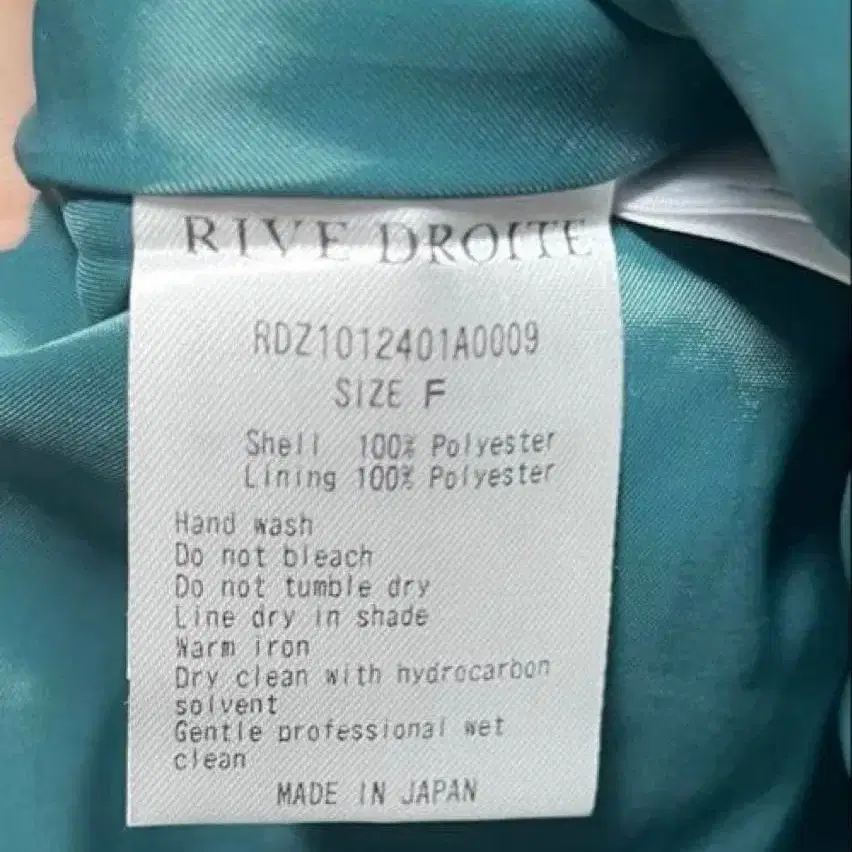 RIVE DROITE
RDZ1012401A0009
SIZE F
Shell 100% Polyester
Lining 100% Polyester
Hand wash
Do not bleach
Do not tumble dry
Line dry in shade
Warm iron
Dry clean with hydrocarbon
solvent
Gentle professional wet
clean
MADE IN JAPAN